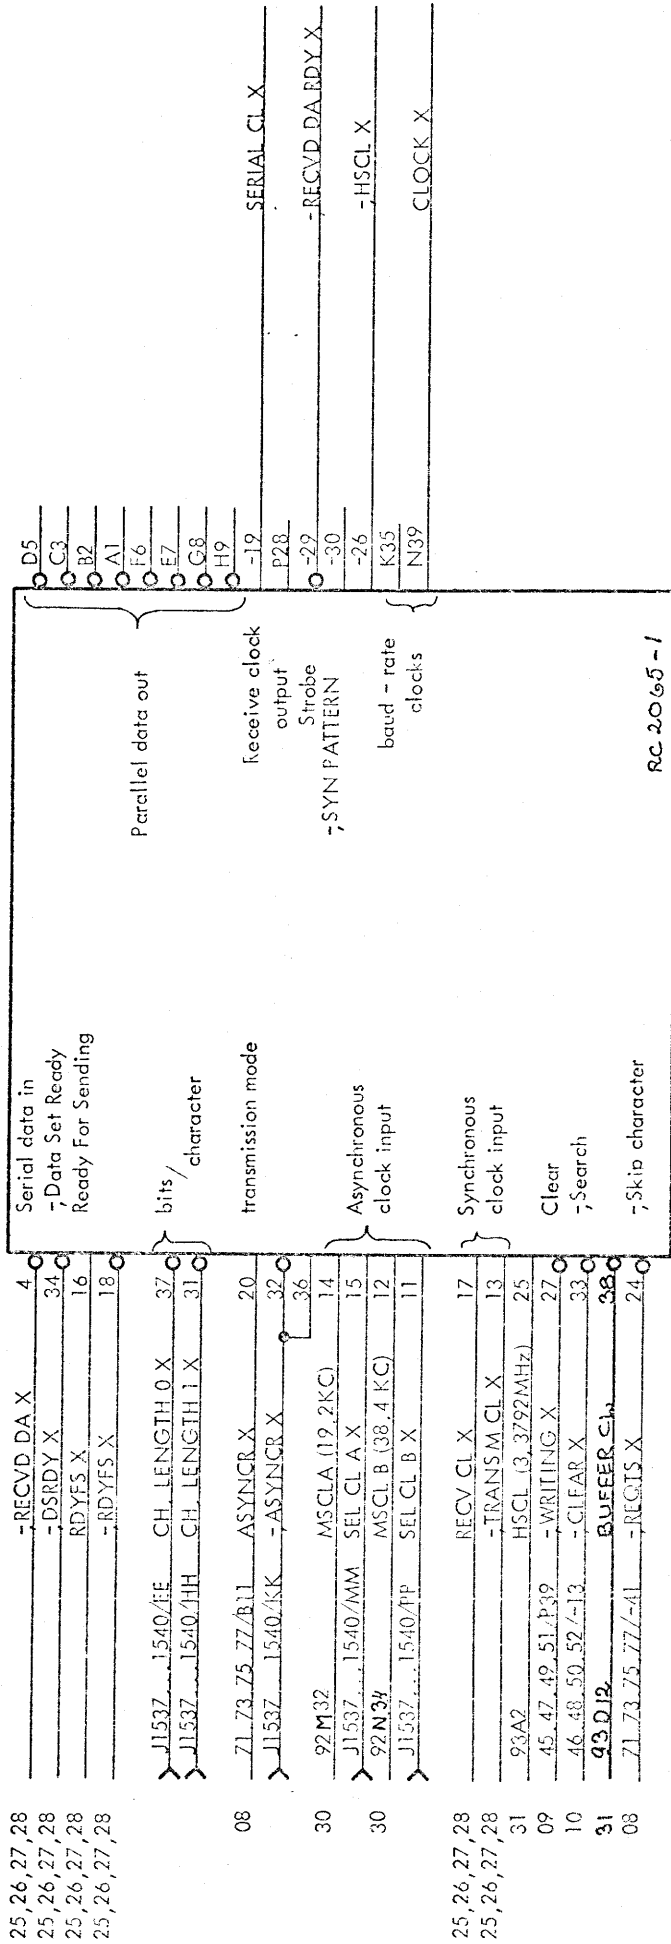 25,26,27,28 -,RECVD DA X 4 Serial data in
25,26,27,28 -,DSRDY X 34 -,Data Set Ready
25,26,27,28 RDYFS X 16 Ready For Sending
25,26,27,28 -,RDYFS X 18
J1537...1540/EE CH. LENGTH 0 X 37 bits/
J1537...1540/HH CH. LENGTH 1 X 31 character
08 71,73,75,77/B11 ASYNCR X 20 transmission mode
J1537...1540/KK -,ASYNCR X 32
36
30 92M32 MSCLA (19,2KC) 14
J1537...1540/MM SEL CL A X 15 Asynchronous
30 92N34 MSCL B (38,4 KC) 12 clock input
J1537...1540/PP SEL CL B X 11
25,26,27,28 RECV CL X 17 Synchronous
25,26,27,28 -,TRANSM CL X 13 clock input
31 93A2 HSCL (3,3792MHz) 25
09 45,47,49,51/P39 -,WRITING X 27 Clear
10 46,48,50,52/-,13 -,CLEAR X 33 -,Search
31 93D12 BUFFER CL, 38
08 71,73,75,77/-,41 -,REQTS X 24 -,Skip character
Parallel data out
D5
C3
B2
A1
F6
E7
G8
H9
Receive clock
output
-,19 SERIAL CL X
P28
Strobe -,29 -,RECVD DA RDY X
-,SYN PATTERN -,30
-,26 -,HSCL X
baud - rate
clocks
K35
N39 CLOCK X
RC 2065-1